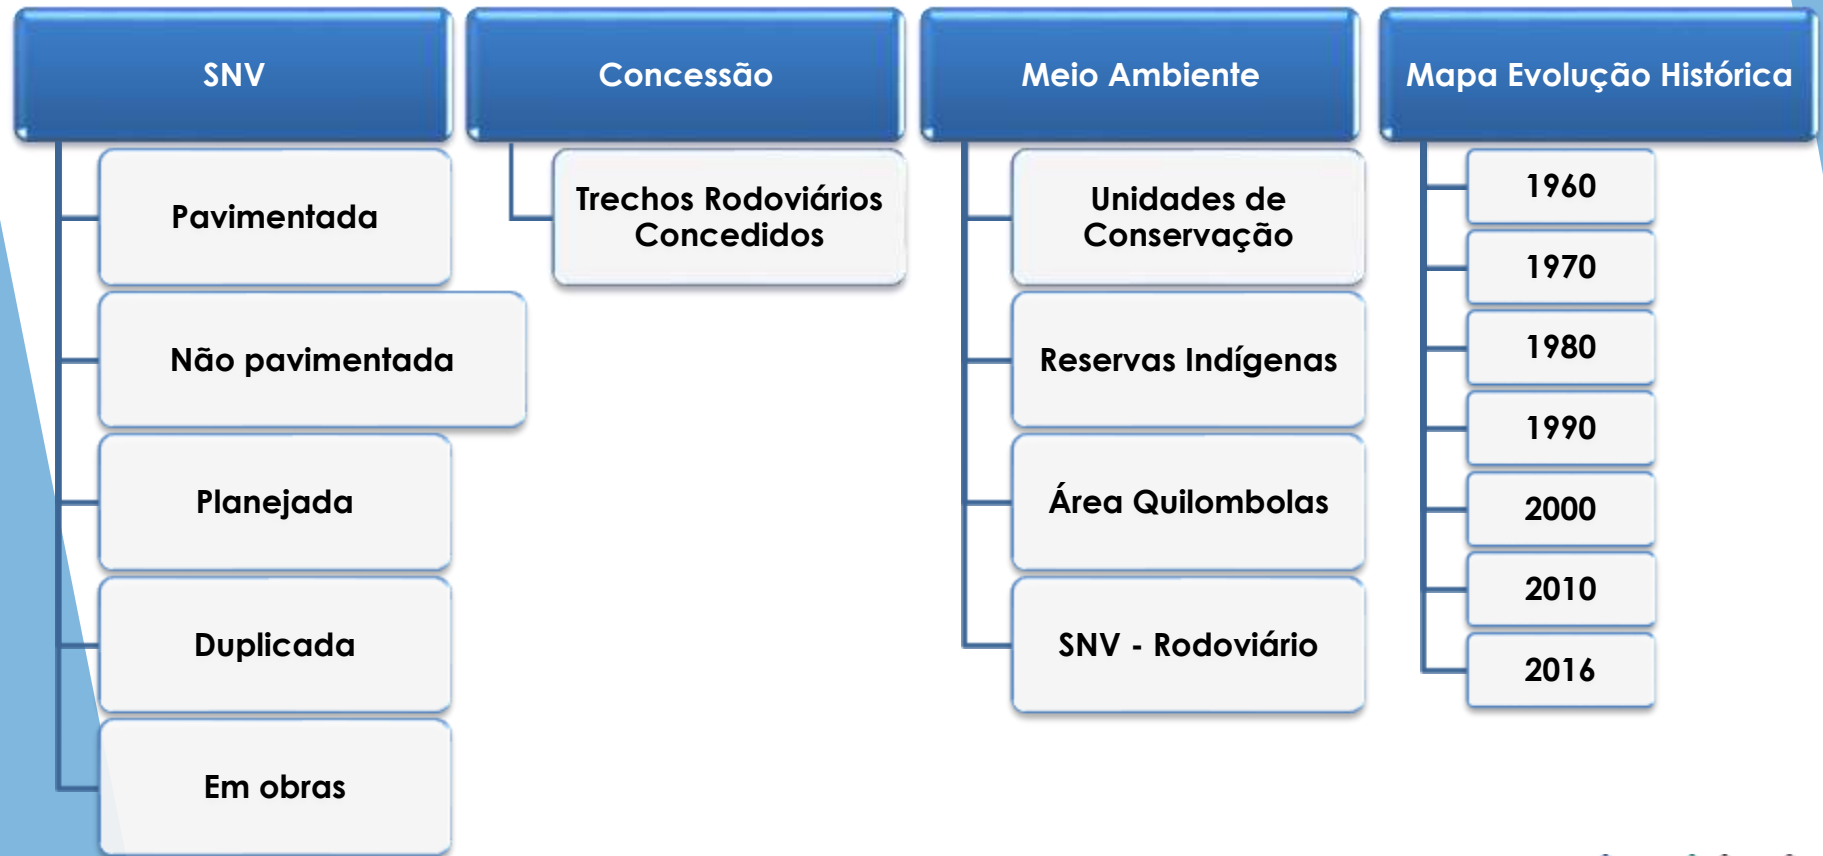 SNV
Pavimentada
Não pavimentada
Planejada
Duplicada
Em obras
Concessão
Trechos Rodoviários
Concedidos
Meio Ambiente
Unidades de
Conservação
Reservas Indígenas
Área Quilombolas
SNV - Rodoviário
Mapa Evolução Histórica
1960
1970
1980
1990
2000
2010
2016